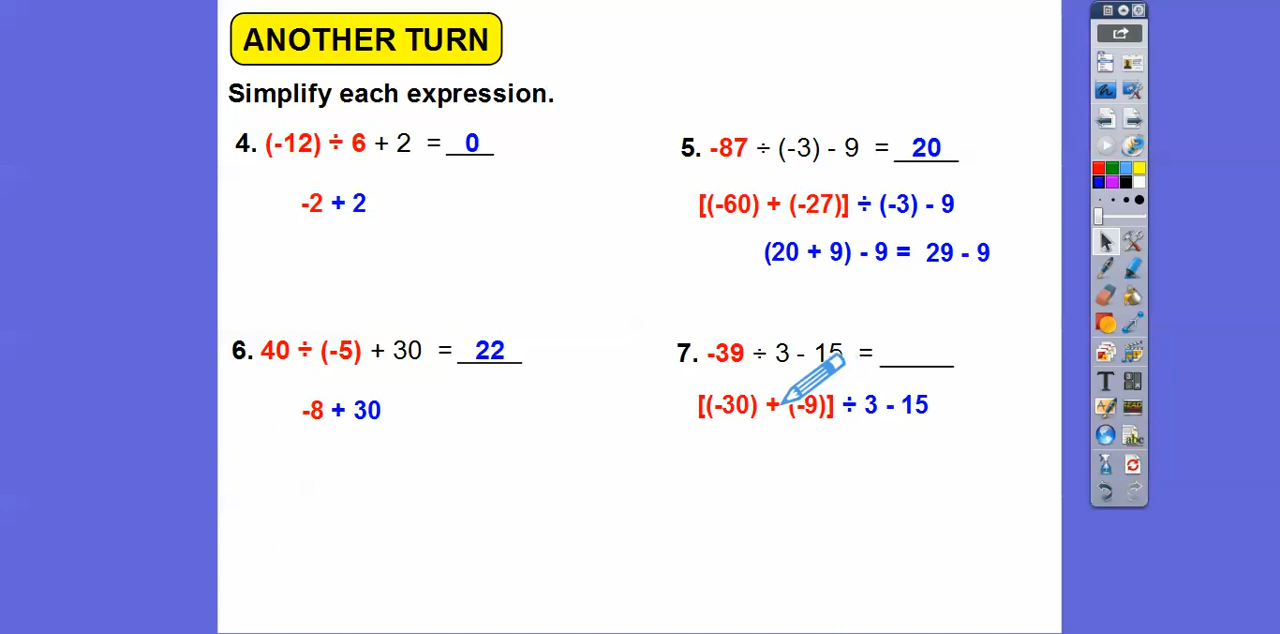 ANOTHER TURN
Simplify each expression.
4. (-12) ÷ 6 + 2 = 0
-2 + 2
5. -87 ÷ (-3) - 9 = 20
[(-60) + (-27)] ÷ (-3) - 9
(20 + 9) - 9 = 29 - 9
6. 40 ÷ (-5) + 30 = 22
-8 + 30
7. -39 ÷ 3 - 15 = ______
[(-30) + (-9)] ÷ 3 - 15